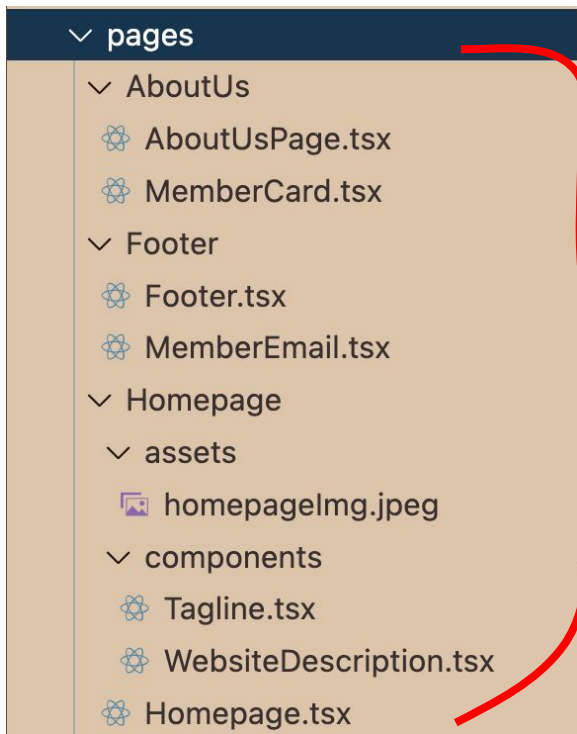 pages
AboutUs
AboutUsPage.tsx
MemberCard.tsx
Footer
Footer.tsx
MemberEmail.tsx
Homepage
assets
homepageImg.jpeg
components
Tagline.tsx
WebsiteDescription.tsx
Homepage.tsx